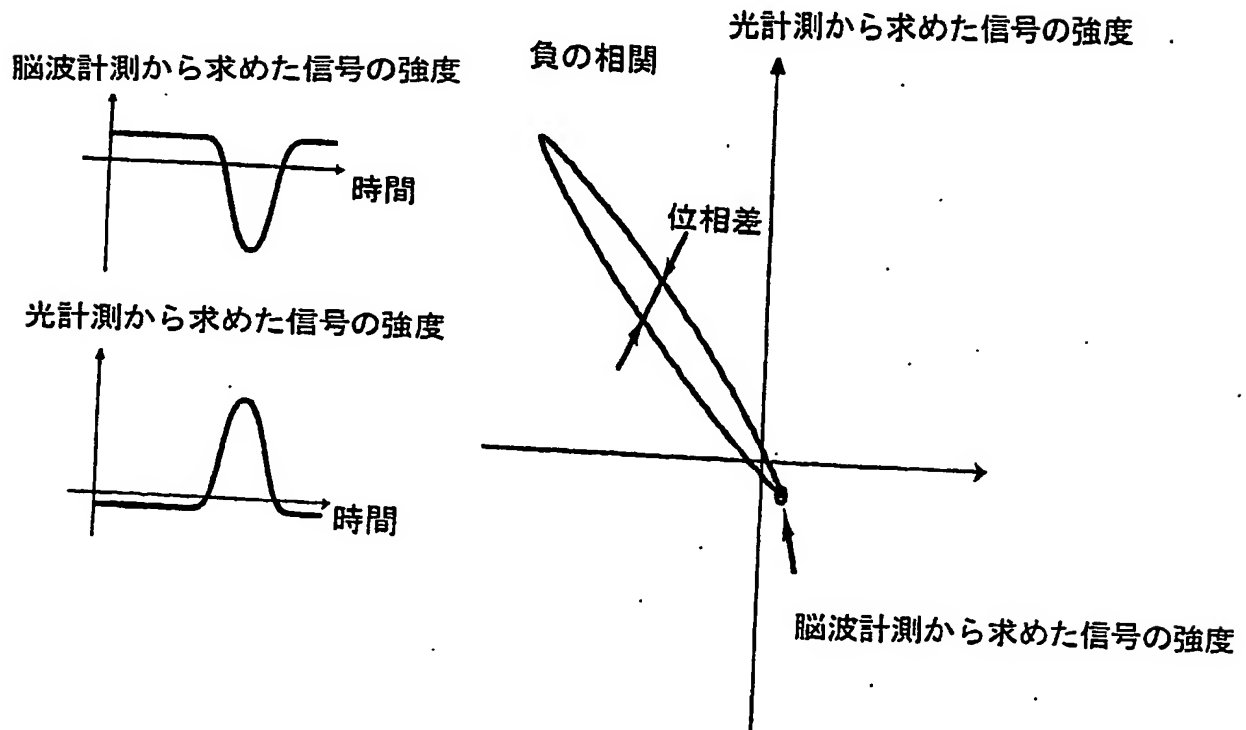 脳波計測から求めた信号の強度
時間
光計測から求めた信号の強度
時間
負の相関
光計測から求めた信号の強度
位相差
脳波計測から求めた信号の強度